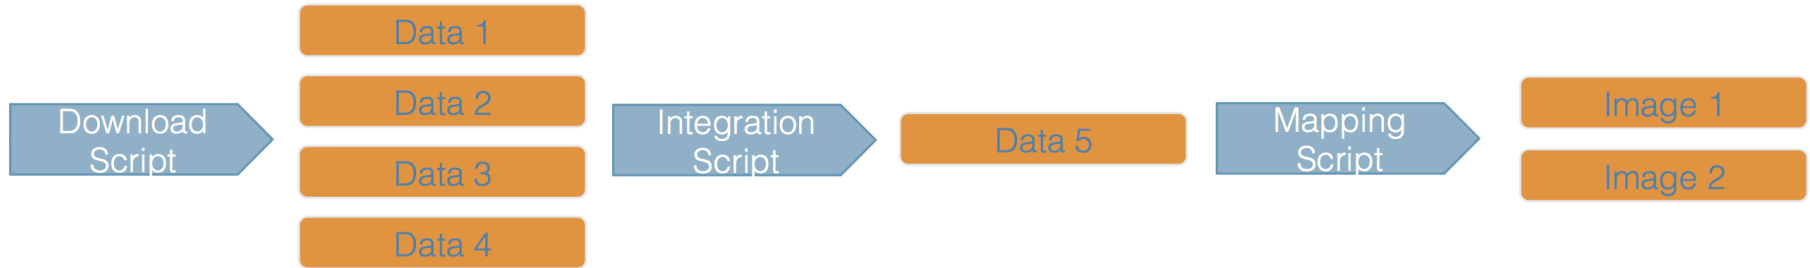 Download
Script
Data 1
Data 2
Data 3
Data 4
Integration
Script
Data 5
Mapping
Script
Image 1
Image 2